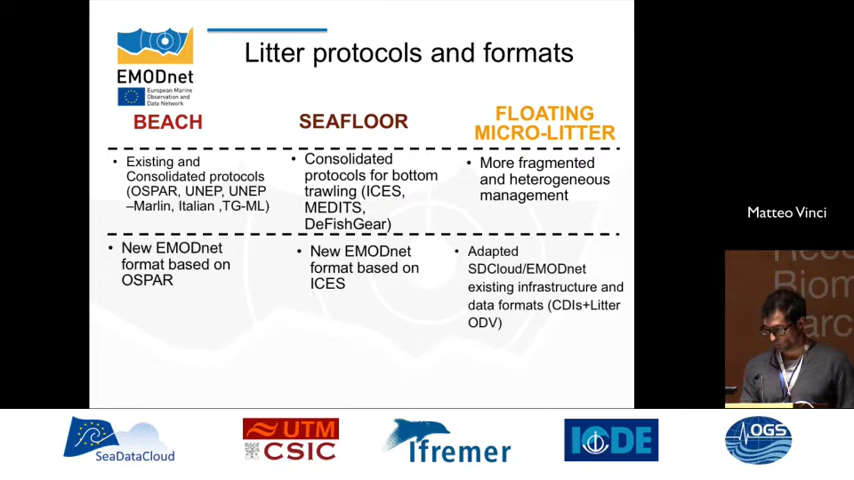 Litter protocols and formats
EMODnet
European Marine
Observation and
Data Network
BEACH
SEAFLOOR
FLOATING
MICRO-LITTER
• Existing and
Consolidated protocols
(OSPAR, UNEP, UNEP
–Marlin, Italian ,TG-ML)
• Consolidated
protocols for bottom
trawling (ICES,
MEDITS,
DeFishGear)
• More fragmented
and heterogeneous
management
• New EMODnet
format based on
OSPAR
• New EMODnet
format based on
ICES
• Adapted
SDCloud/EMODnet
existing infrastructure and
data formats (CDIs+Litter
ODV)
Matteo Vinci
Biom
arc
SeaDataCloud
UTM
CSIC
Ifremer
IODE
OGS